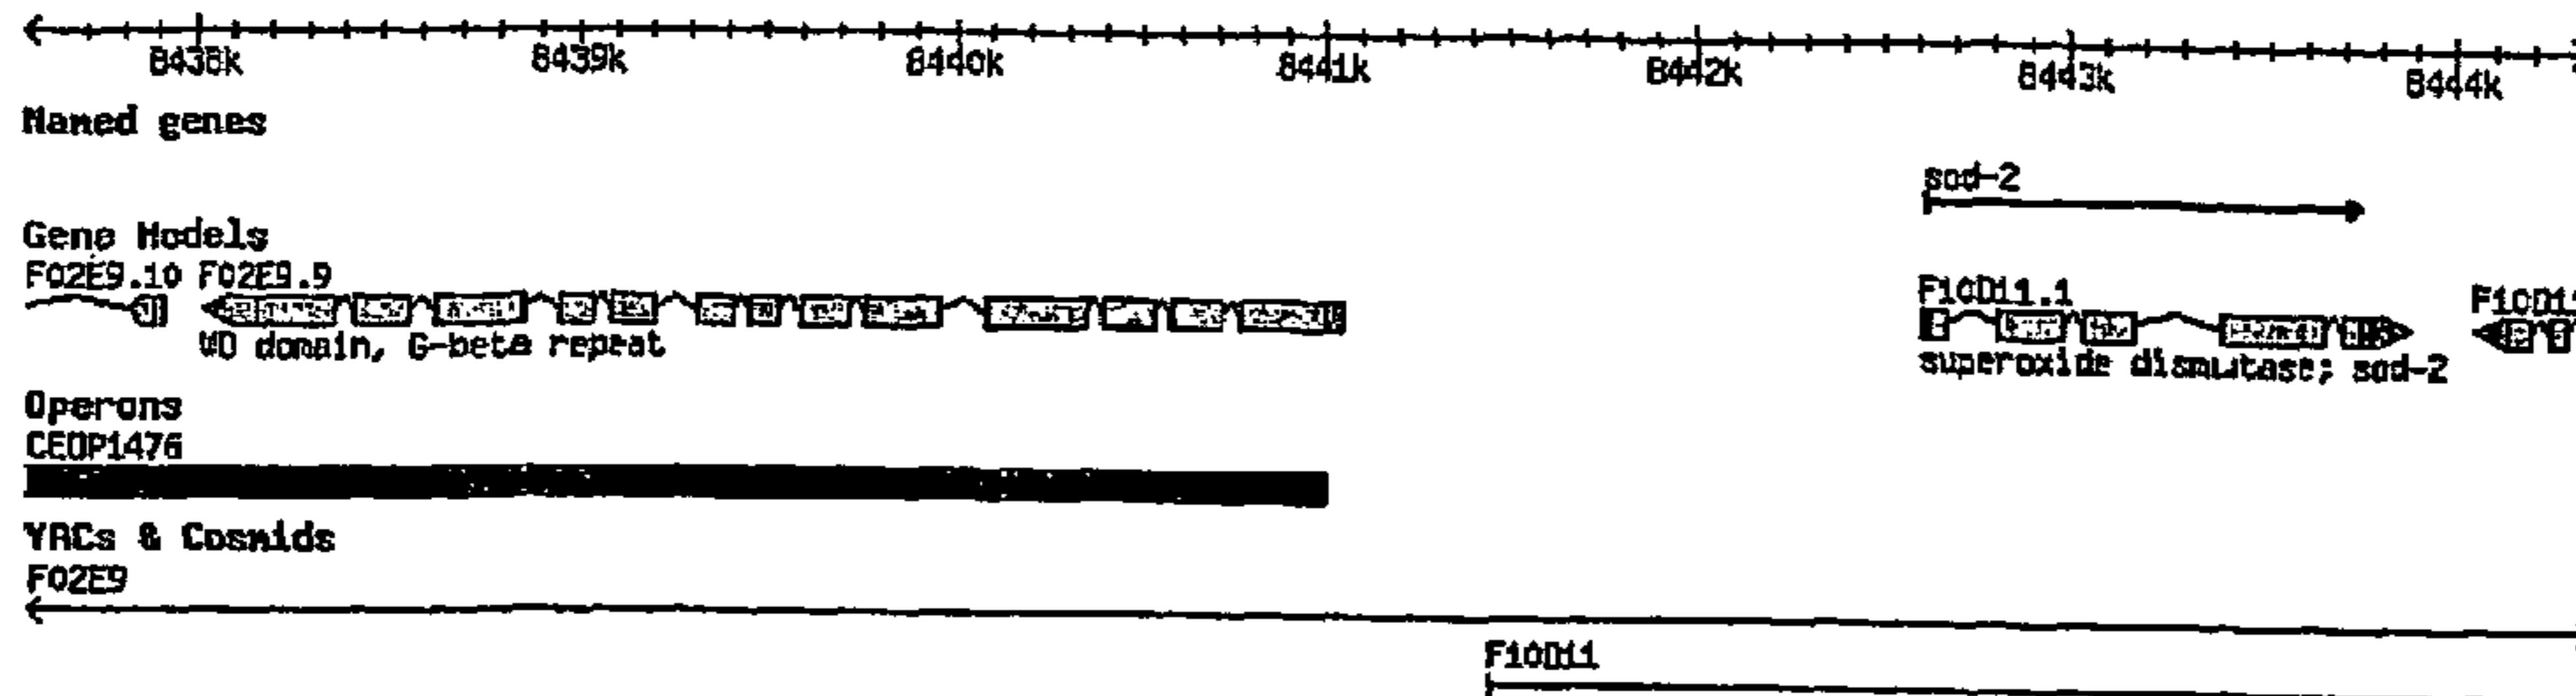 8438k 8439k 8440k 8441k 8442k 8443k 8444k
Named genes
sod-2
Gene Models
F02E9.10 F02E9.9 F10D11.1 F10D11
WD domain, G-beta repeat superoxide dismutase; sod-2
Operons
CEOP1476
YACs & Cosmids
F02E9
F10D11